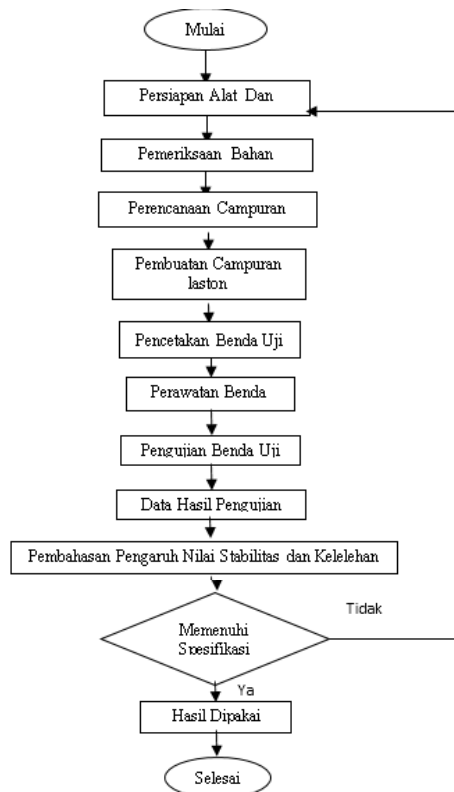 Mulai
Persiapan Alat Dan
Pemeriksaan Bahan
Perencanaan Campuran
Pembuatan Campuran
laston
Pencetakan Benda Uji
Perawatan Benda
Pengujian Benda Uji
Data Hasil Pengujian
Pembahasan Pengaruh Nilai Stabilitas dan Kelelehan
Memenuhi
Spesifikasi
Tidak
Ya
Hasil Dipakai
Selesai